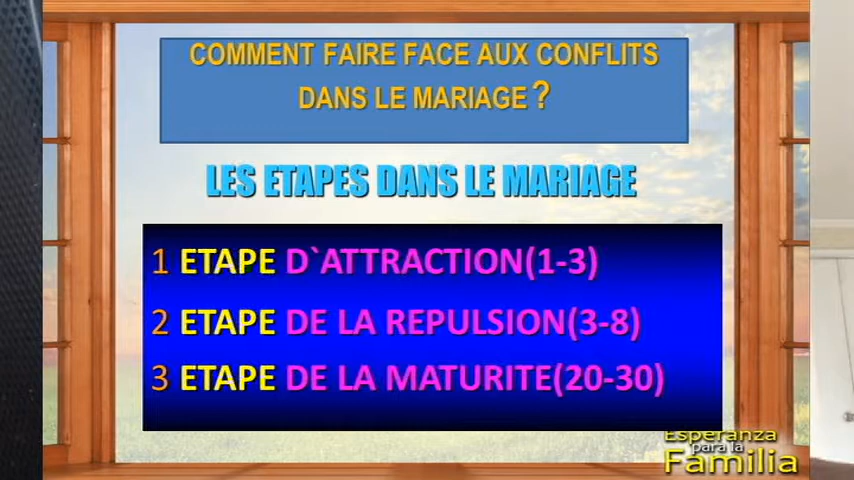 COMMENT FAIRE FACE AUX CONFLITS
DANS LE MARIAGE ?
LES ETAPES DANS LE MARIAGE
1 ETAPE D`ATTRACTION(1-3)
2 ETAPE DE LA REPULSION(3-8)
3 ETAPE DE LA MATURITE(20-30)
Esperanza
para la
Familia